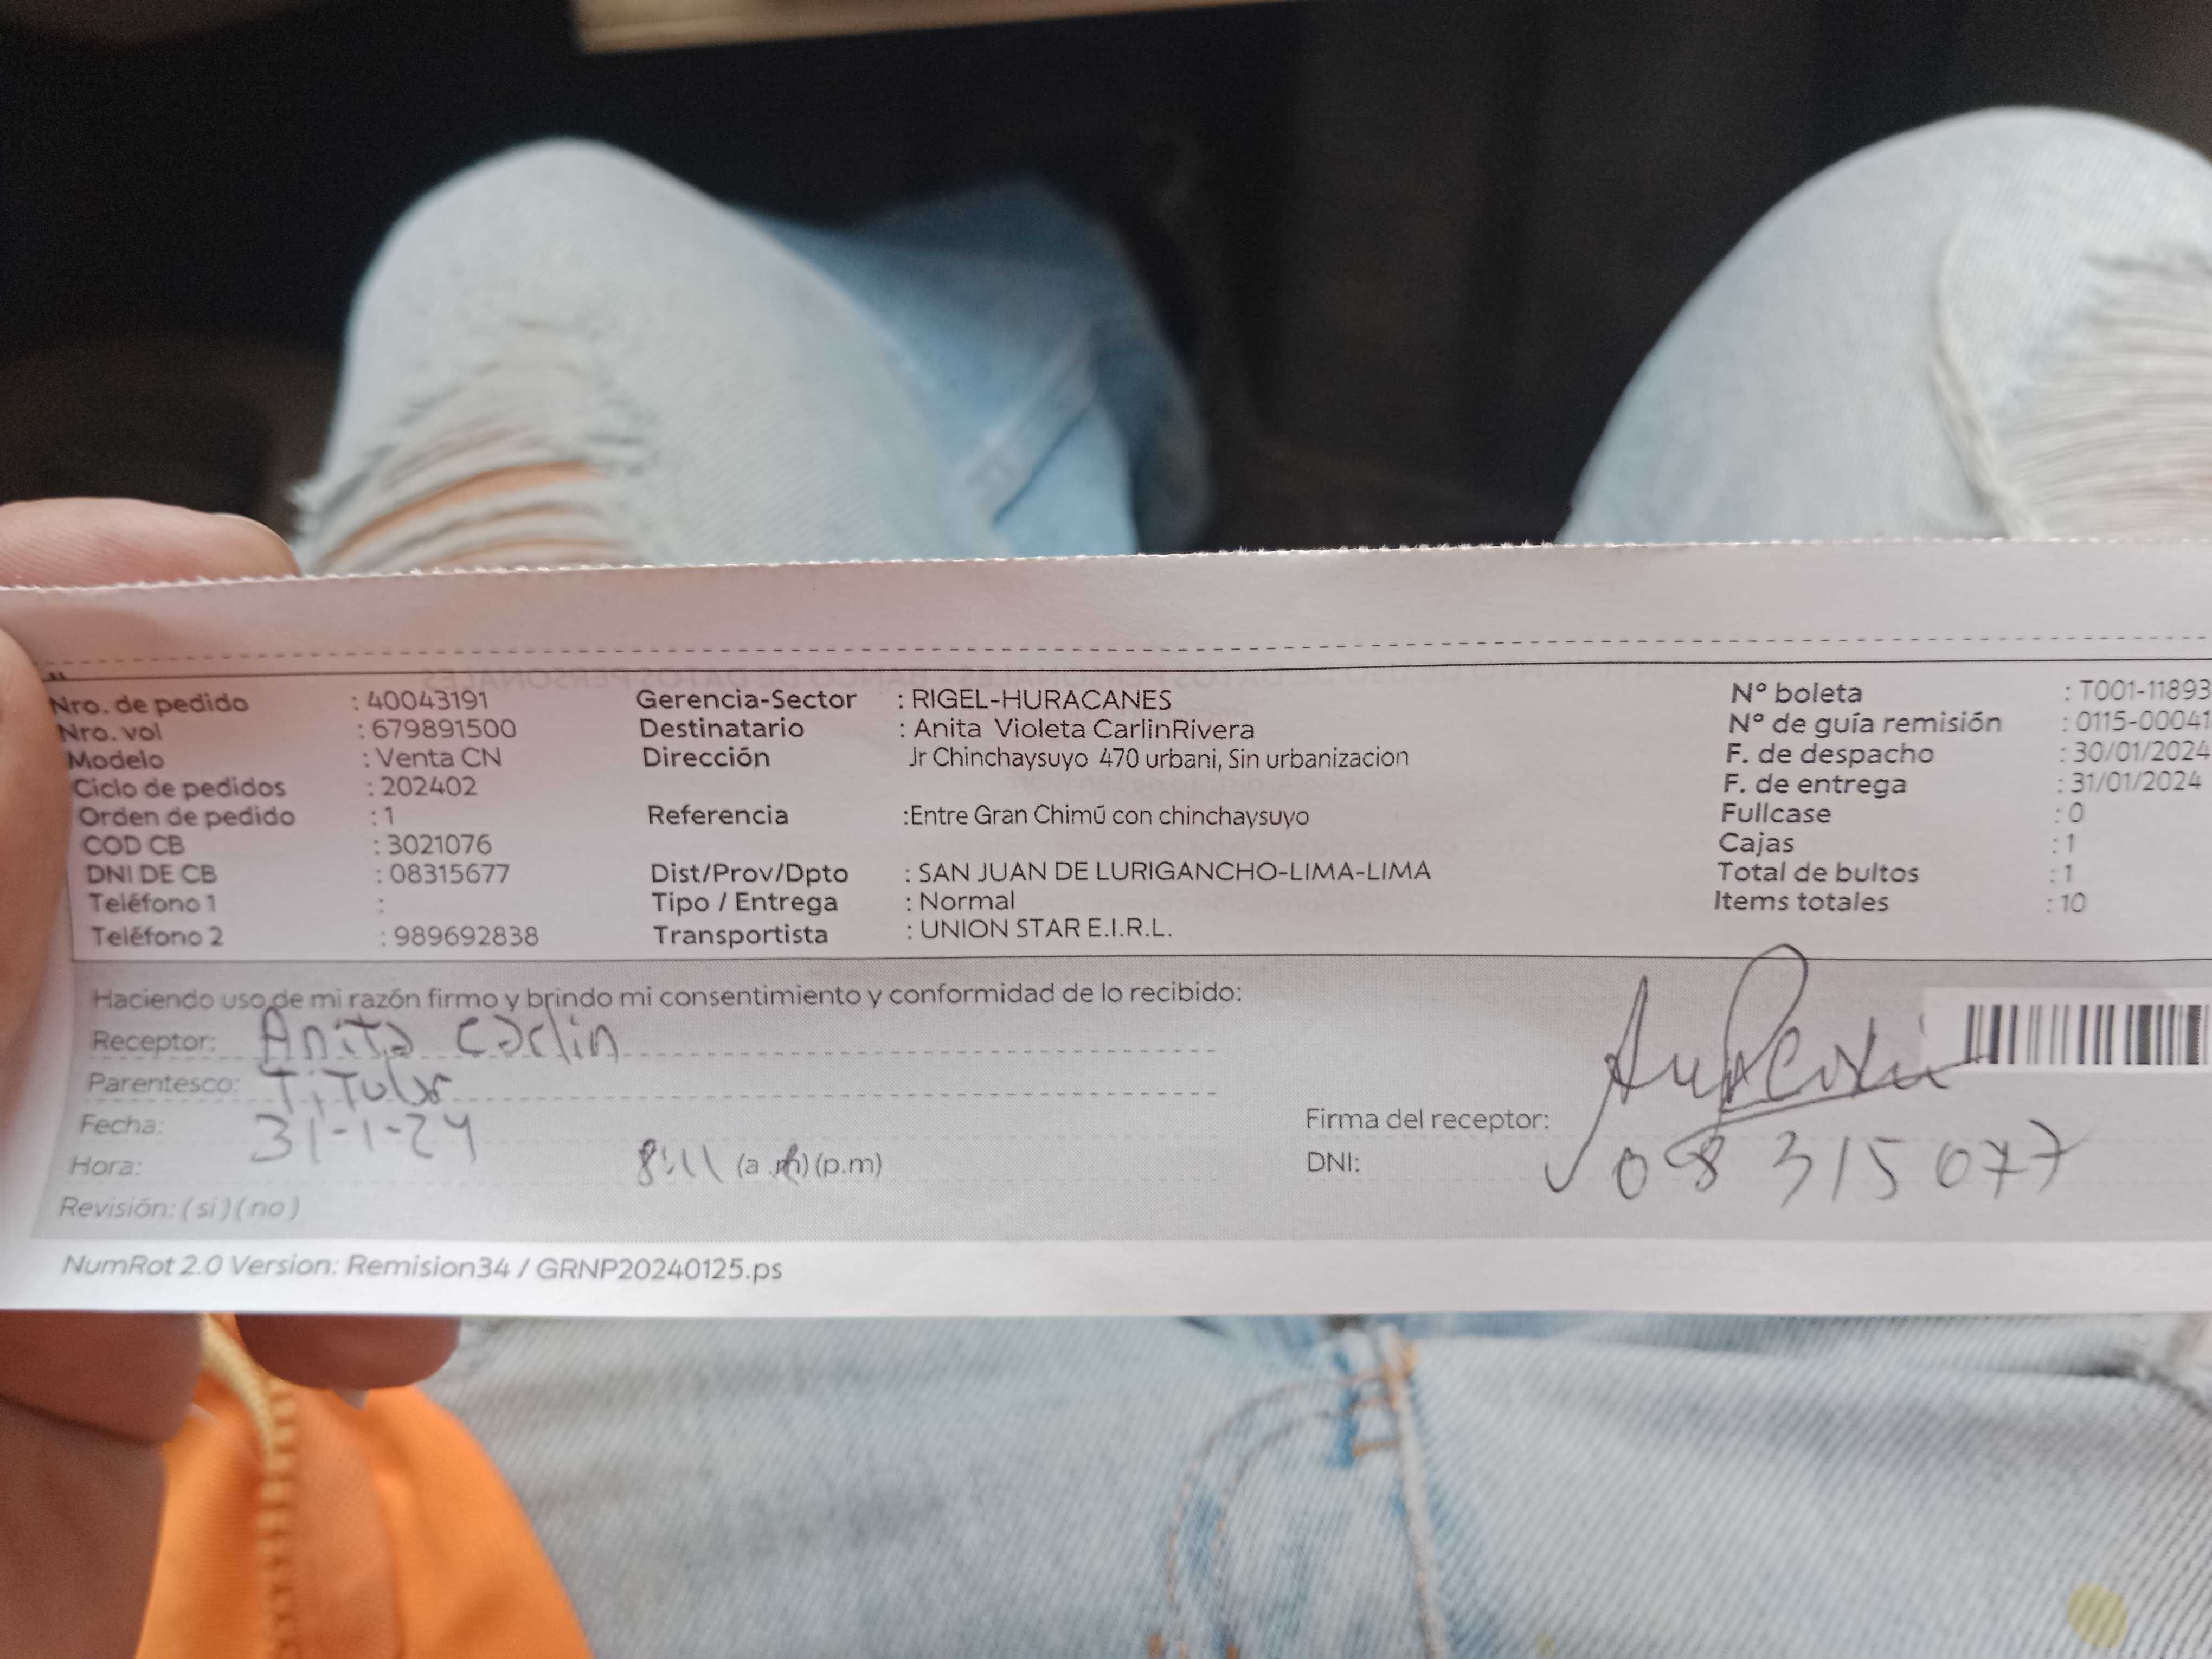 Nro. de pedido : 40043191 Gerencia-Sector : RIGEL-HURACANES Nº boleta : T001-11893
Nro. vol : 679891500 Destinatario : Anita Violeta CarlinRivera Nº de guía remisión : 0115-00041
Modelo : Venta CN Dirección Jr Chinchaysuyo 470 urbani, Sin urbanizacion F. de despacho : 30/01/2024
Ciclo de pedidos : 202402 F. de entrega : 31/01/2024
Orden de pedido : 1 Referencia :Entre Gran Chimú con chinchaysuyo Fullcase : 0
COD CB : 3021076 Cajas : 1
DNI DE CB : 08315677 Dist/Prov/Dpto : SAN JUAN DE LURIGANCHO-LIMA-LIMA Total de bultos : 1
Teléfono 1 : Tipo / Entrega : Normal Items totales : 10
Teléfono 2 : 989692838 Transportista : UNION STAR E.I.R.L.
Haciendo uso de mi razón firmo y brindo mi consentimiento y conformidad de lo recibido:
Receptor: Anita Carlin
Parentesco: Titular
Fecha: 31-1-24 Firma del receptor:
Hora: 8:11 (a.m) (p.m) DNI: 08315077
Revisión: (si) (no)
NumRot 2.0 Version: Remision34 / GRNP20240125.ps